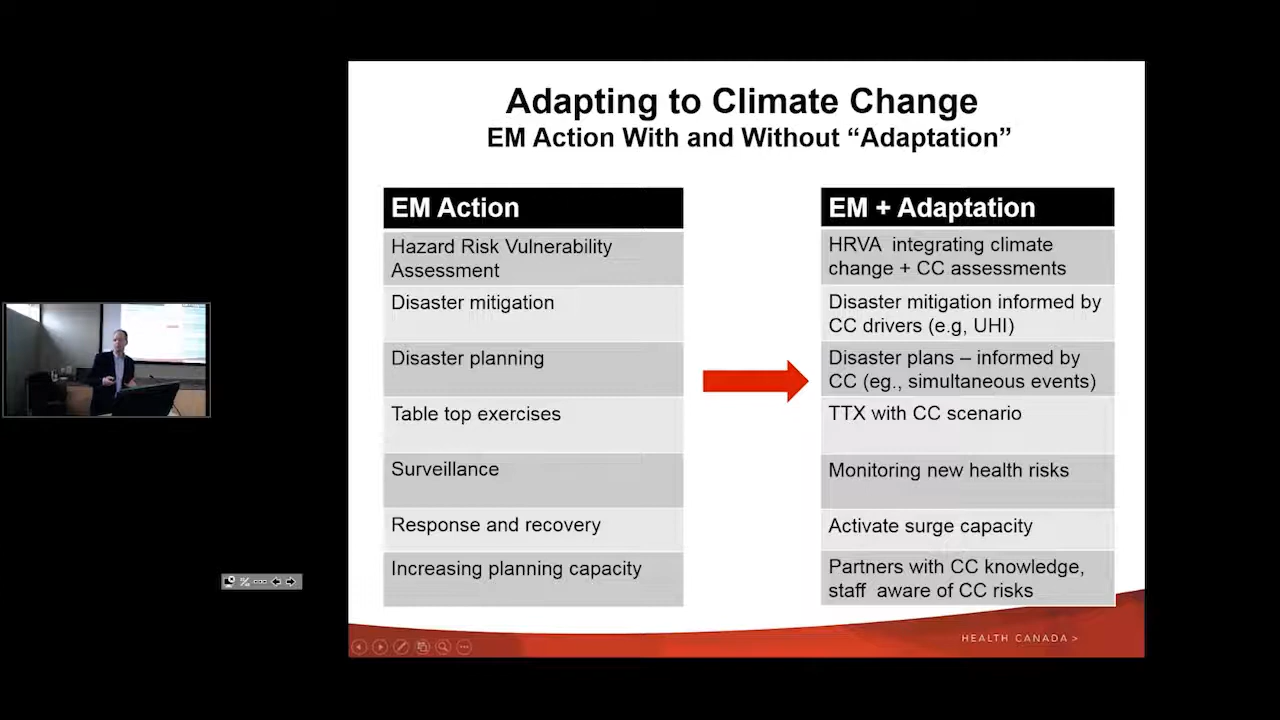 Adapting to Climate Change
EM Action With and Without “Adaptation”
EM Action
Hazard Risk Vulnerability
Assessment
Disaster mitigation
Disaster planning
Table top exercises
Surveillance
Response and recovery
Increasing planning capacity
EM + Adaptation
HRVA integrating climate
change + CC assessments
Disaster mitigation informed by
CC drivers (e.g, UHI)
Disaster plans – informed by
CC (eg., simultaneous events)
TTX with CC scenario
Monitoring new health risks
Activate surge capacity
Partners with CC knowledge,
staff aware of CC risks
HEALTH CANADA >